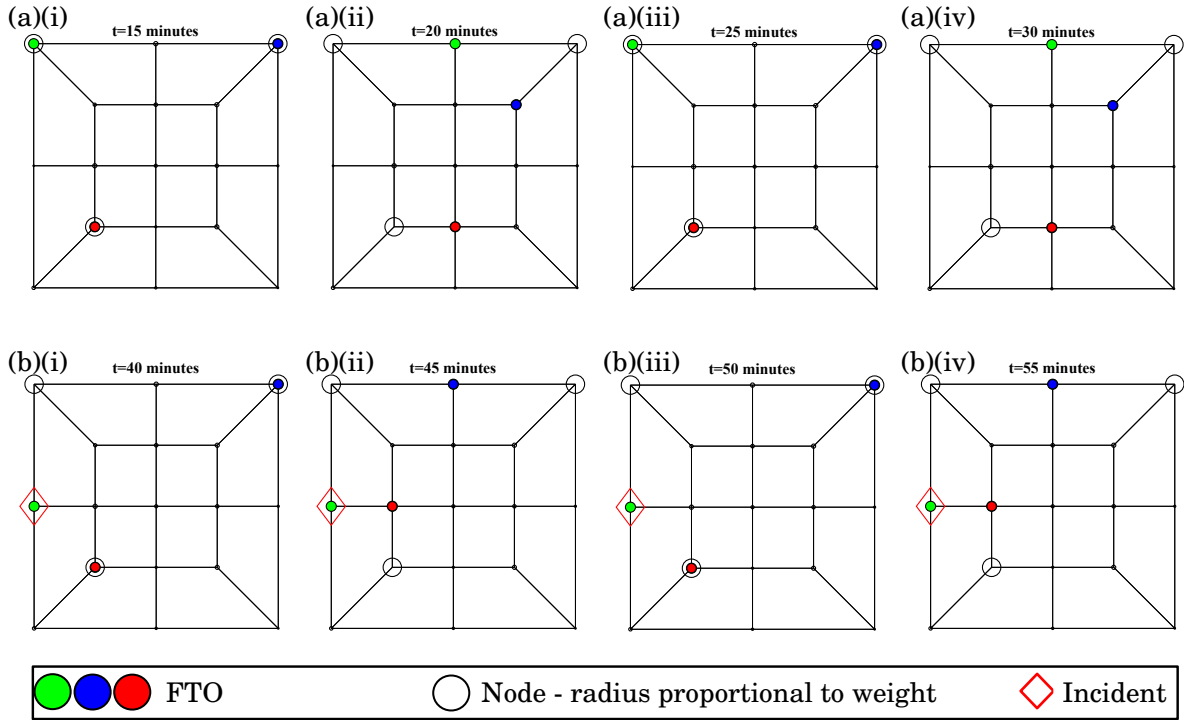 (a)(i) (a)(ii) (a)(iii) (a)(iv)
t=15 minutes t=20 minutes t=25 minutes t=30 minutes
(b)(i) (b)(ii) (b)(iii) (b)(iv)
t=40 minutes t=45 minutes t=50 minutes t=55 minutes
FTO Node - radius proportional to weight Incident